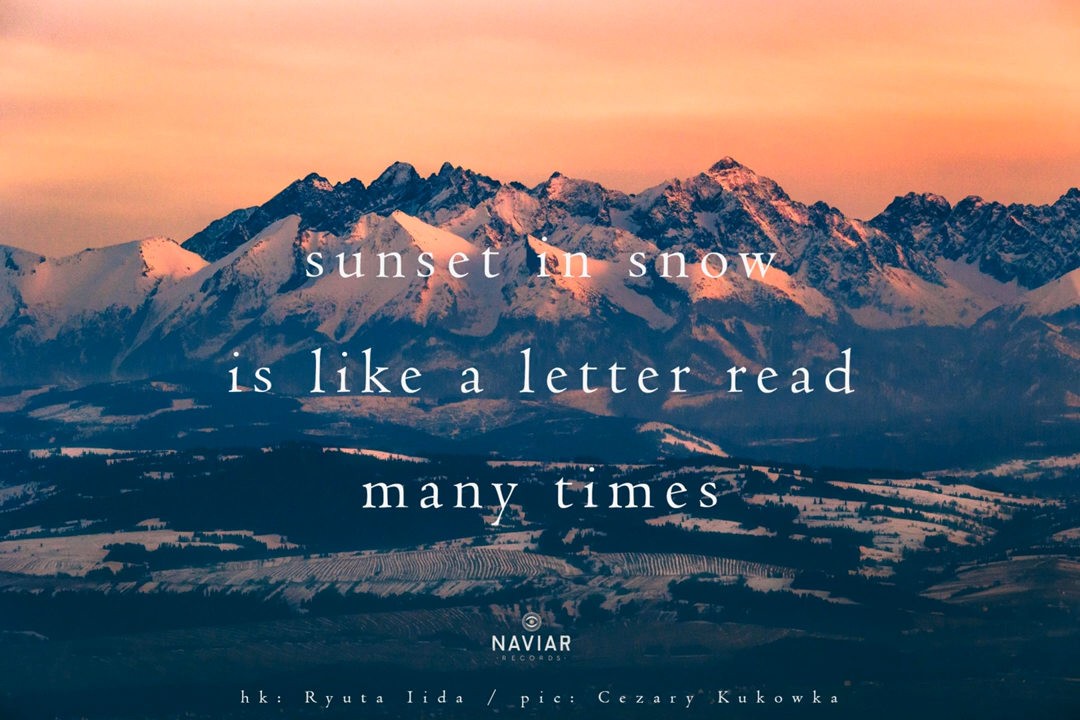 sunset in snow
is like a letter read
many times
NAVIAR
RECORDS
hk: Ryuta Iida / pic: Cezary Kukowka